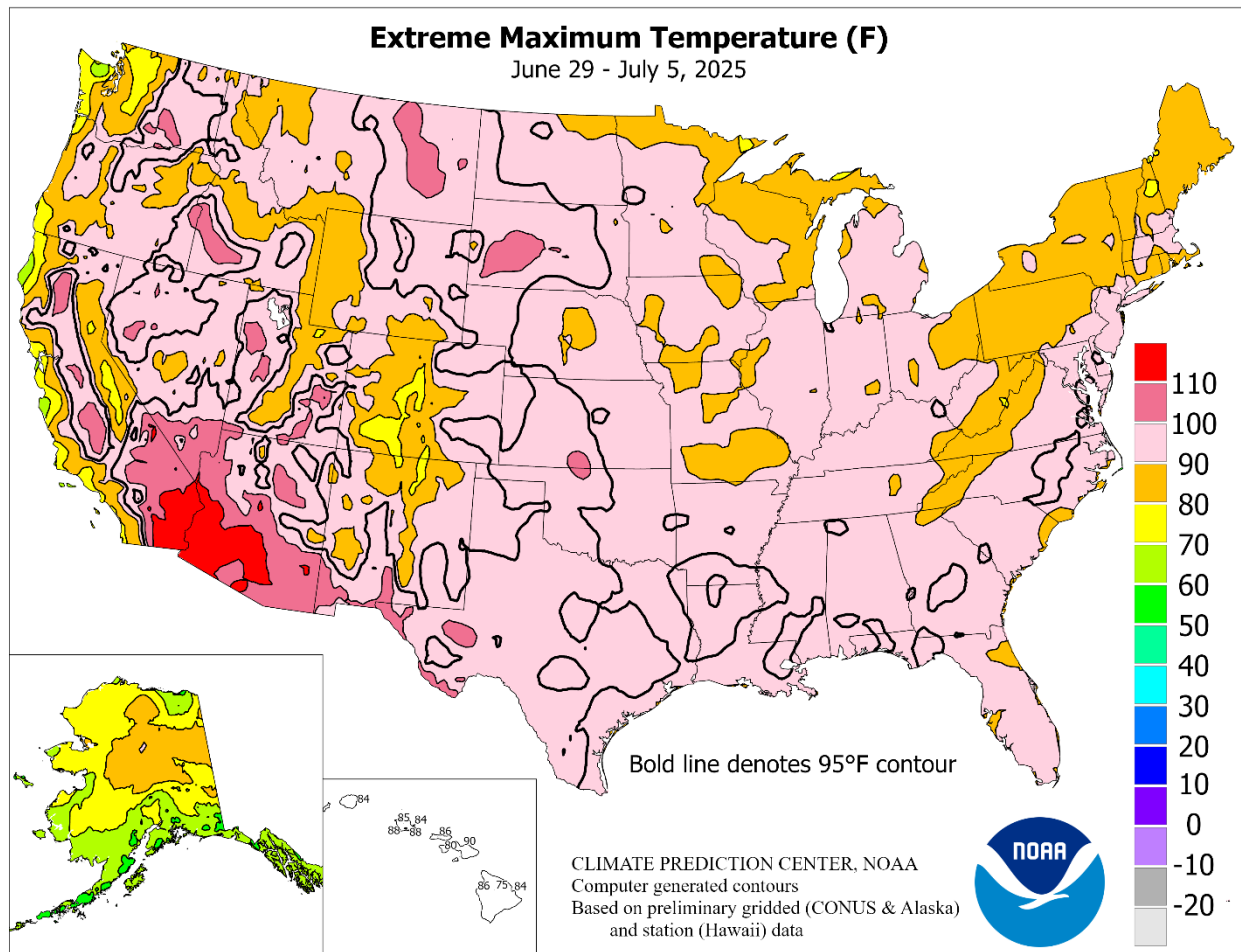 Extreme Maximum Temperature (F)
June 29 - July 5, 2025
110
100
90
80
70
60
50
40
30
20
10
0
-10
-20
Bold line denotes 95°F contour
84
85 84
88 88
86
80 90
86 75 84
CLIMATE PREDICTION CENTER, NOAA
Computer generated contours
Based on preliminary gridded (CONUS & Alaska)
and station (Hawaii) data
NOAA